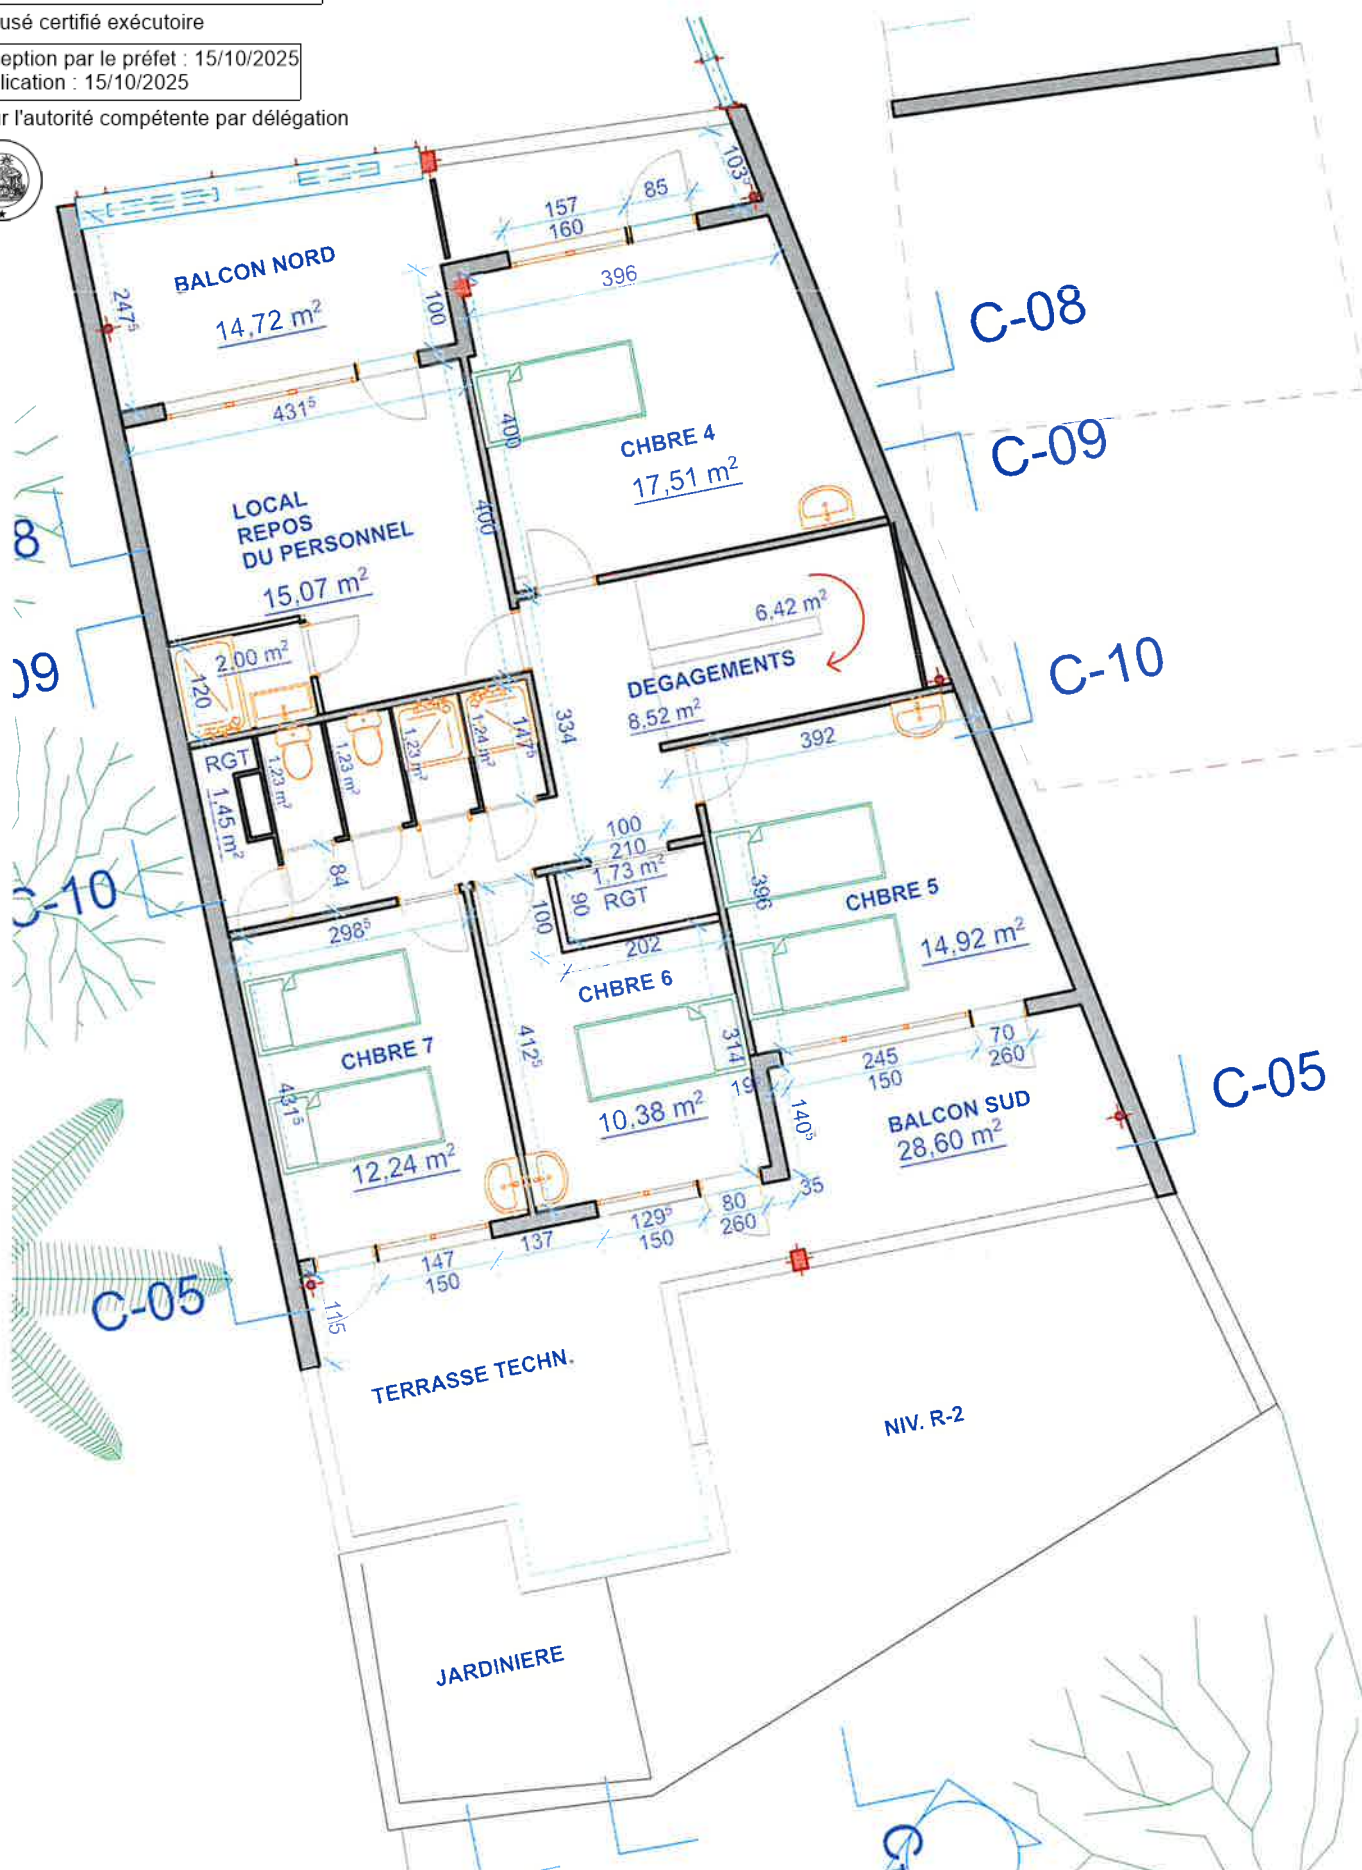 usé certifié exécutoire
eption par le préfet : 15/10/2025
lication : 15/10/2025
r l'autorité compétente par délégation
103⁵
85
157
160
396
BALCON NORD
14,72 m²
247⁵
100
C-08
431⁵
400
CHBRE 4
17,51 m²
C-09
LOCAL
REPOS
DU PERSONNEL
15,07 m²
400
8
6,42 m²
2,00 m²
120
DEGAGEMENTS
8,52 m²
C-10
09
334
392
147⁵
RGT
1,45 m²
1,23 m²
1,23 m²
1,23 m²
1,24 m²
100
210
1,73 m²
RGT
84
90
100
202
298⁵
396
CHBRE 5
14,92 m²
C-10
CHBRE 6
10,38 m²
CHBRE 7
12,24 m²
412⁵
431⁵
314
19
245
150
70
260
140⁵
BALCON SUD
28,60 m²
C-05
35
80
260
129⁵
150
137
147
150
115
C-05
TERRASSE TECHN.
NIV. R-2
JARDINIERE